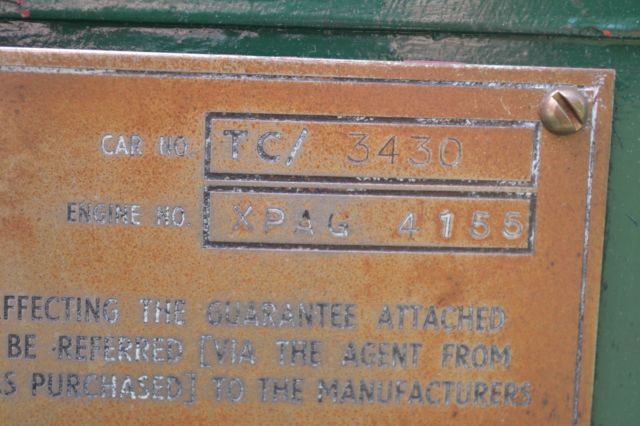 CAR NO. TC/ 3430
ENGINE NO. XPAG 4155
AFFECTING THE GUARANTEE ATTACHED
BE REFERRED [VIA THE AGENT FROM
PURCHASED] TO THE MANUFACTURERS